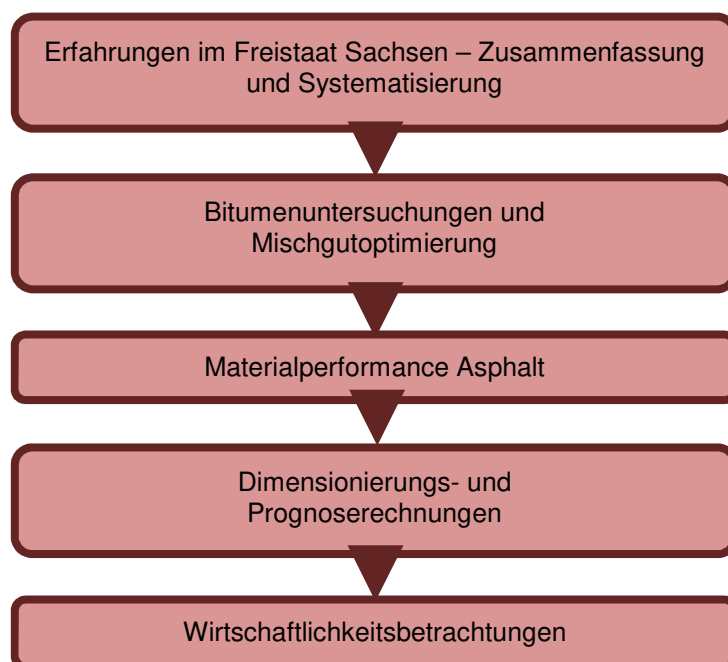 Erfahrungen im Freistaat Sachsen – Zusammenfassung
und Systematisierung
Bitumenuntersuchungen und
Mischgutoptimierung
Materialperformance Asphalt
Dimensionierungs- und
Prognoserechnungen
Wirtschaftlichkeitsbetrachtungen